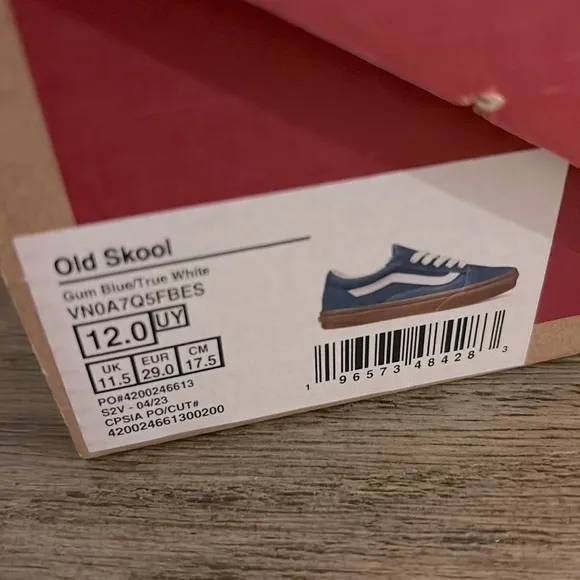 Old Skool
Gum Blue/True White
VN0A7Q5FBES
12.0 UY
UK EUR CM
11.5 29.0 17.5
PO#4200246613
S2V - 04/23
CPSIA PO/CUT#
420024661300200
1 96573 48428 3